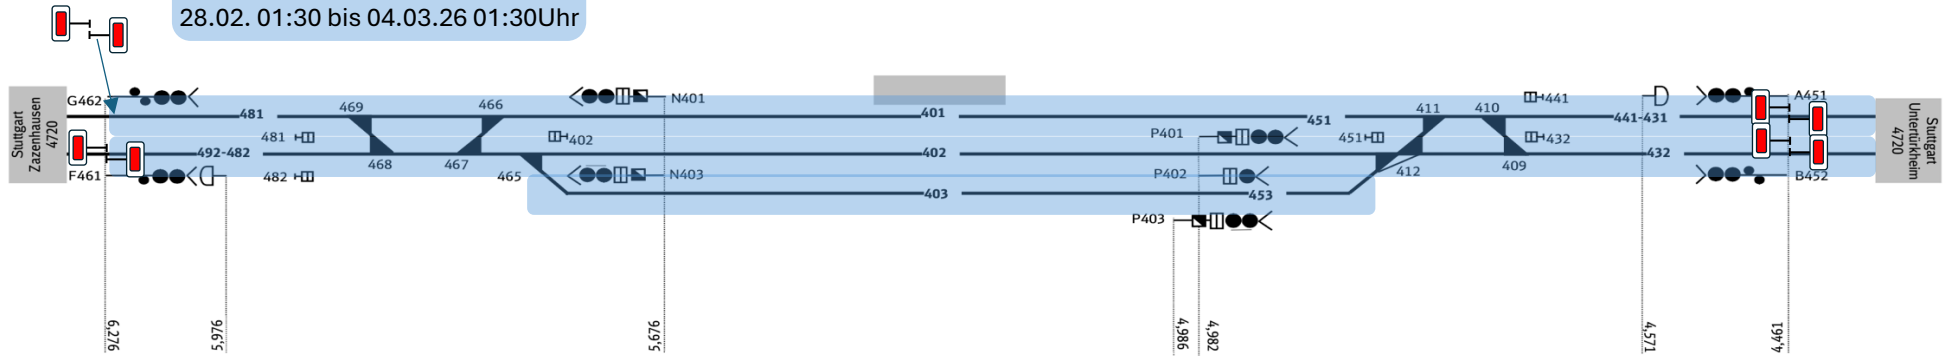 28.02. 01:30 bis 04.03.26 01:30Uhr
Stuttgart
Zazenhausen
4720
G462
481
469
466
N401
401
411
410
441
A451
451
441-431
481
402
P401
451
432
492-482
468
467
402
432
F461
482
465
N403
P402
412
409
B452
403
453
P403
Stuttgart
Untertürkheim
4720
6,276
5,976
5,676
4,986
4,982
4,571
4,461